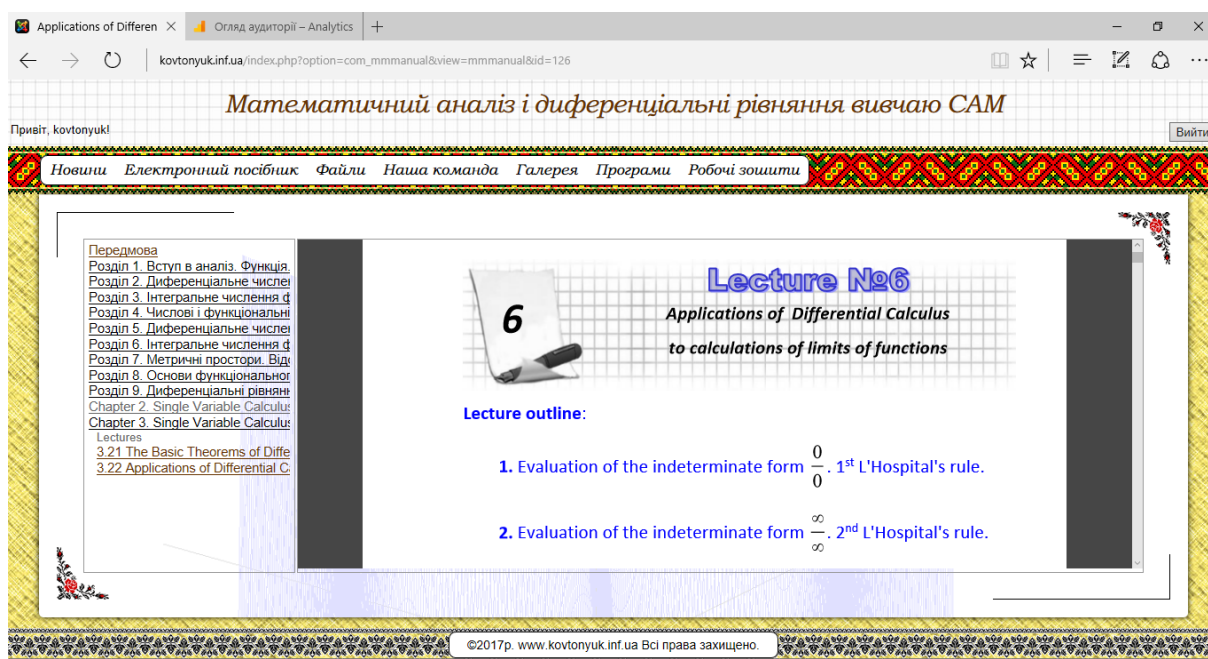 Applications of Differen
Огляд аудиторії – Analytics
kovtonyuk.inf.ua/index.php?option=com_mmmanual&view=mmmanual&id=126
Математичний аналіз і диференціальні рівняння вивчаю САМ
Привіт, kovtonyuk!
Вийти
Новини Електронний посібник Файли Наша команда Галерея Програми Робочі зошити
Передмова
Розділ 1. Вступ в аналіз. Функція.
Розділ 2. Диференціальне числен
Розділ 3. Інтегральне числення ф
Розділ 4. Числові і функціональні
Розділ 5. Диференціальне числен
Розділ 6. Інтегральне числення ф
Розділ 7. Метричні простори. Відо
Розділ 8. Основи функціональног
Розділ 9. Диференціальні рівнянн
Chapter 2. Single Variable Calculus
Chapter 3. Single Variable Calculus
Lectures
3.21 The Basic Theorems of Diffe
3.22 Applications of Differential C
6
Lecture №6
Applications of Differential Calculus
to calculations of limits of functions
Lecture outline:
1. Evaluation of the indeterminate form 0/0. 1st L'Hospital's rule.
2. Evaluation of the indeterminate form ∞/∞. 2nd L'Hospital's rule.
©2017р. www.kovtonyuk.inf.ua Всі права захищено.